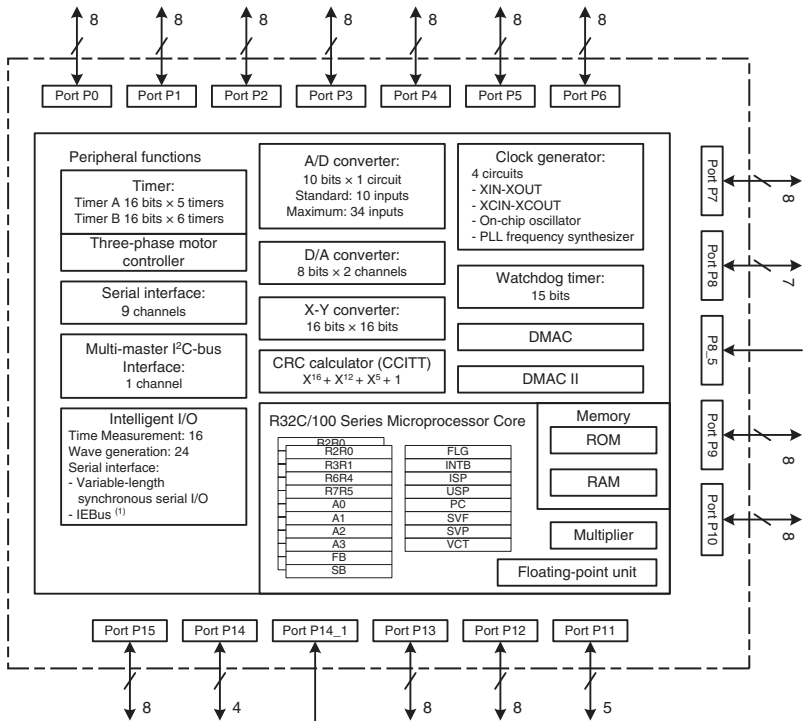 8 8 8 8 8 8 8
Port P0 Port P1 Port P2 Port P3 Port P4 Port P5 Port P6
Peripheral functions
Timer:
Timer A 16 bits × 5 timers
Timer B 16 bits × 6 timers
Three-phase motor
controller
Serial interface:
9 channels
Multi-master I²C-bus
Interface:
1 channel
Intelligent I/O
Time Measurement: 16
Wave generation: 24
Serial interface:
- Variable-length
synchronous serial I/O
- IEBus (1)
A/D converter:
10 bits × 1 circuit
Standard: 10 inputs
Maximum: 34 inputs
D/A converter:
8 bits × 2 channels
X-Y converter:
16 bits × 16 bits
CRC calculator (CCITT)
X¹⁶ + X¹² + X⁵ + 1
Clock generator:
4 circuits
- XIN-XOUT
- XCIN-XCOUT
- On-chip oscillator
- PLL frequency synthesizer
Watchdog timer:
15 bits
DMAC
DMAC II
R32C/100 Series Microprocessor Core
R2R0
R2R0
R3R1
R6R4
R7R5
A0
A1
A2
A3
FB
SB
FLG
INTB
ISP
USP
PC
SVF
SVP
VCT
Memory
ROM
RAM
Multiplier
Floating-point unit
Port P7
8
Port P8
7
P8_5
Port P9
8
Port P10
8
Port P15 Port P14 Port P14_1 Port P13 Port P12 Port P11
8 4 8 8 5